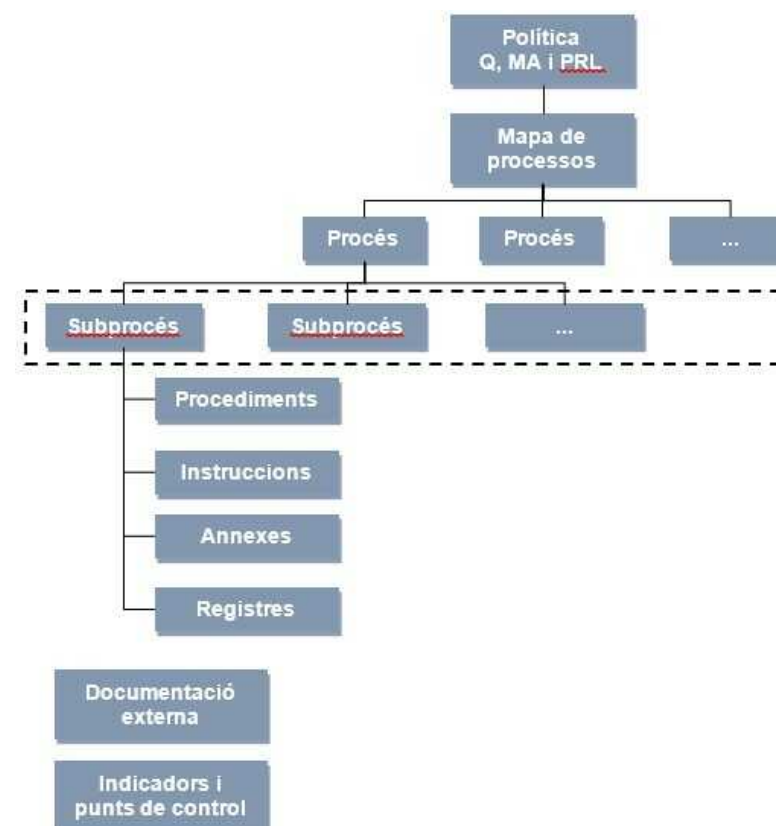 Política
Q, MA i PRL
Mapa de
processos
Procés
Procés
...
Subprocés
Subprocés
...
Procediments
Instruccions
Annexes
Registres
Documentació
externa
Indicadors i
punts de control